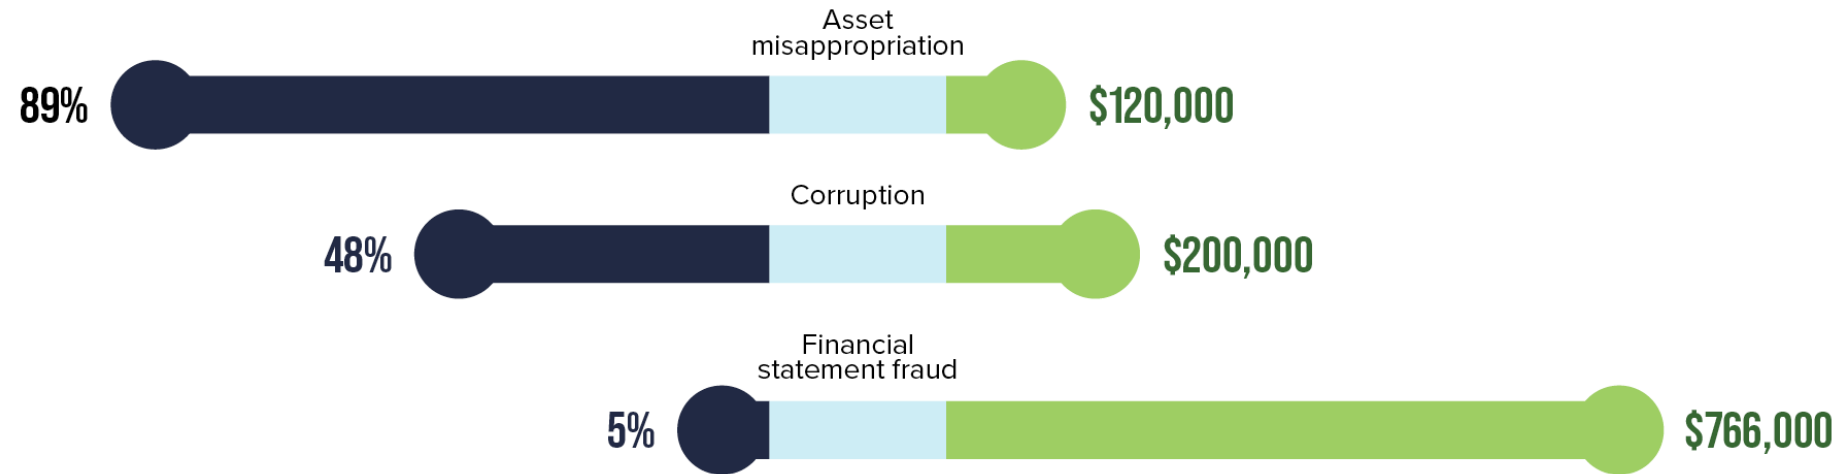 Asset
misappropriation
89%
$120,000
Corruption
48%
$200,000
Financial
statement fraud
5%
$766,000